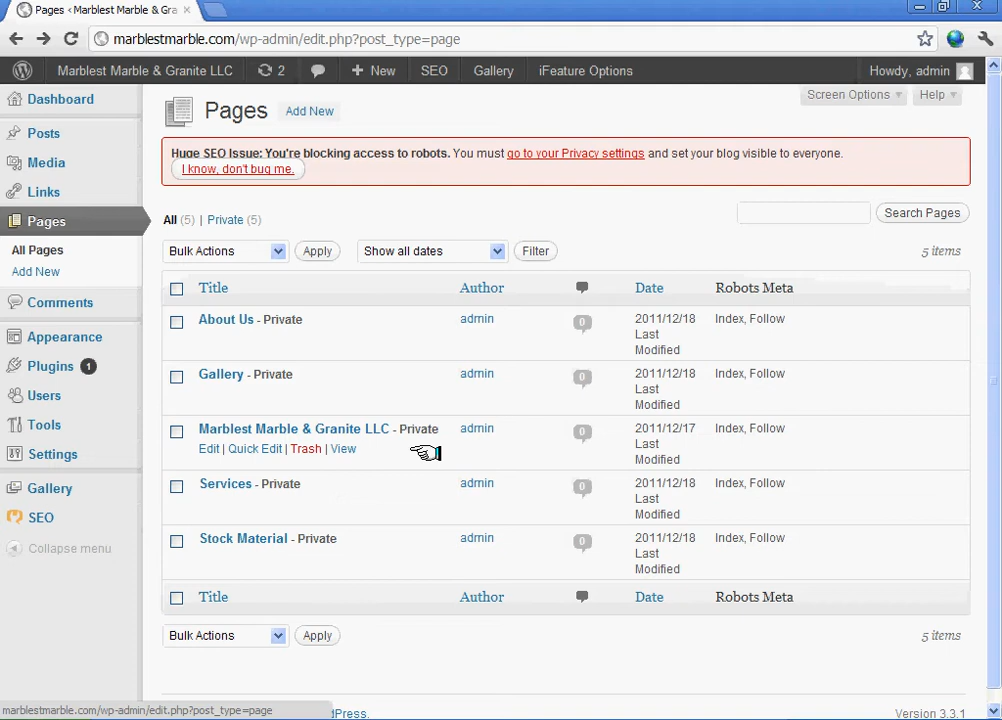 Pages ‹ Marblest Marble & Gra
marblestmarble.com/wp-admin/edit.php?post_type=page
Marblest Marble & Granite LLC 2 New SEO Gallery iFeature Options Howdy, admin
Screen Options Help
Pages Add New
Huge SEO Issue: You're blocking access to robots. You must go to your Privacy settings and set your blog visible to everyone.
I know, don't bug me.
Dashboard
Posts
Media
Links
Pages
All Pages
Add New
Comments
Appearance
Plugins 1
Users
Tools
Settings
Gallery
SEO
Collapse menu
All (5) | Private (5)
Search Pages
Bulk Actions Apply Show all dates Filter 5 items
Title Author Date Robots Meta
About Us - Private admin 0 2011/12/18 Index, Follow
Last
Modified
Gallery - Private admin 0 2011/12/18 Index, Follow
Last
Modified
Marblest Marble & Granite LLC - Private admin 0 2011/12/17 Index, Follow
Edit | Quick Edit | Trash | View Last
Modified
Services - Private admin 0 2011/12/18 Index, Follow
Last
Modified
Stock Material - Private admin 0 2011/12/18 Index, Follow
Last
Modified
Title Author Date Robots Meta
Bulk Actions Apply 5 items
marblestmarble.com/wp-admin/edit.php?post_type=page
dPress. Version 3.3.1